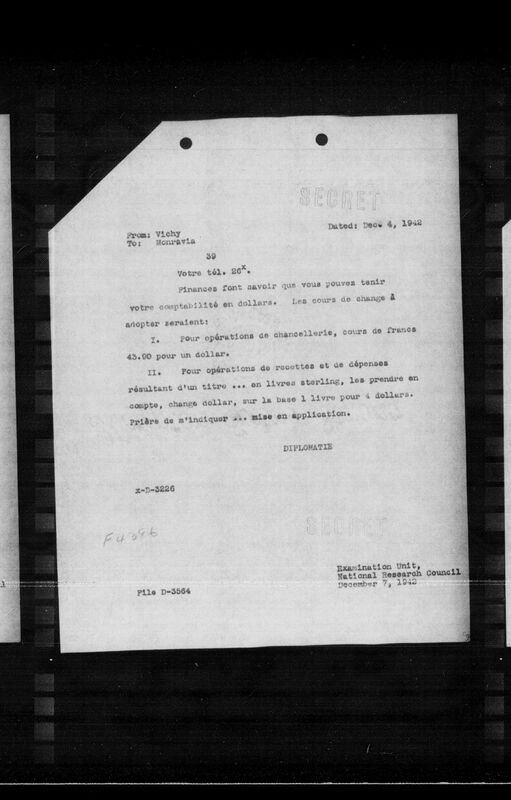 SECRET
Dated: Dec. 4, 1942
From: Vichy
To: Monravia
39
Votre tél. 26x.
Finances font savoir que vous pouvez tenir
votre comptabilité en dollars. Les cours de change à
adopter seraient:
I. Pour opérations de chancellerie, cours de francs
43.90 pour un dollar.
II. Pour opérations de recettes et de dépenses
résultant d'un titre ... en livres sterling, les prendre en
compte, change dollar, sur la base 1 livre pour 4 dollars.
Prière de m'indiquer ... mise en application.
DIPLOMATIE
x-D-3226
F4396
SECRET
Examination Unit,
National Research Council
December 7, 1942
File D-3564